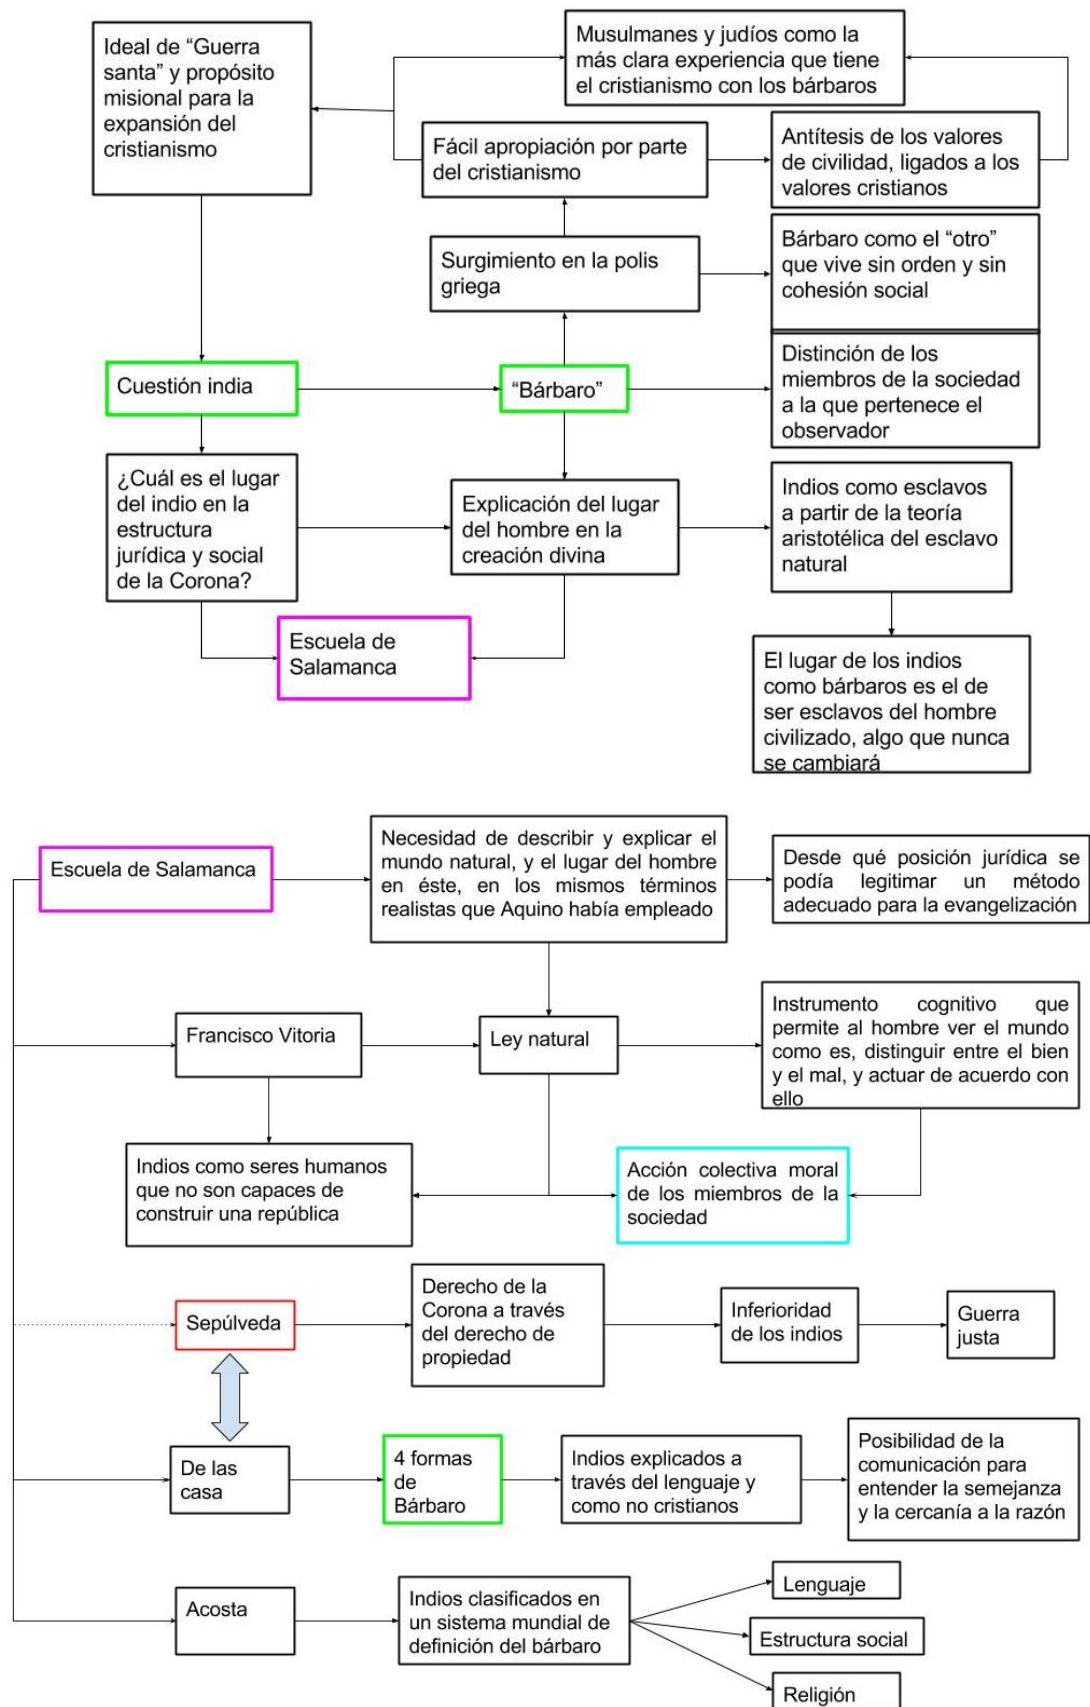 Ideal de “Guerra
santa” y propósito
misional para la
expansión del
cristianismo
Musulmanes y judíos como la
más clara experiencia que tiene
el cristianismo con los bárbaros
Fácil apropiación por parte
del cristianismo
Antítesis de los valores
de civilidad, ligados a los
valores cristianos
Surgimiento en la polis
griega
Bárbaro como el “otro”
que vive sin orden y sin
cohesión social
Cuestión india
“Bárbaro”
Distinción de los
miembros de la sociedad
a la que pertenece el
observador
¿Cuál es el lugar
del indio en la
estructura
jurídica y social
de la Corona?
Explicación del lugar
del hombre en la
creación divina
Indios como esclavos
a partir de la teoría
aristotélica del esclavo
natural
Escuela de
Salamanca
El lugar de los indios
como bárbaros es el de
ser esclavos del hombre
civilizado, algo que nunca
se cambiará
Escuela de Salamanca
Necesidad de describir y explicar el
mundo natural, y el lugar del hombre
en éste, en los mismos términos
realistas que Aquino había empleado
Desde qué posición jurídica se
podía legitimar un método
adecuado para la evangelización
Francisco Vitoria
Ley natural
Instrumento cognitivo que
permite al hombre ver el mundo
como es, distinguir entre el bien
y el mal, y actuar de acuerdo con
ello
Indios como seres humanos
que no son capaces de
construir una república
Acción colectiva moral
de los miembros de la
sociedad
Sepúlveda
Derecho de la
Corona a través
del derecho de
propiedad
Inferioridad
de los indios
Guerra
justa
De las
casa
4 formas
de
Bárbaro
Indios explicados a
través del lenguaje y
como no cristianos
Posibilidad de la
comunicación para
entender la semejanza
y la cercanía a la razón
Acosta
Indios clasificados en
un sistema mundial de
definición del bárbaro
Lenguaje
Estructura social
Religión